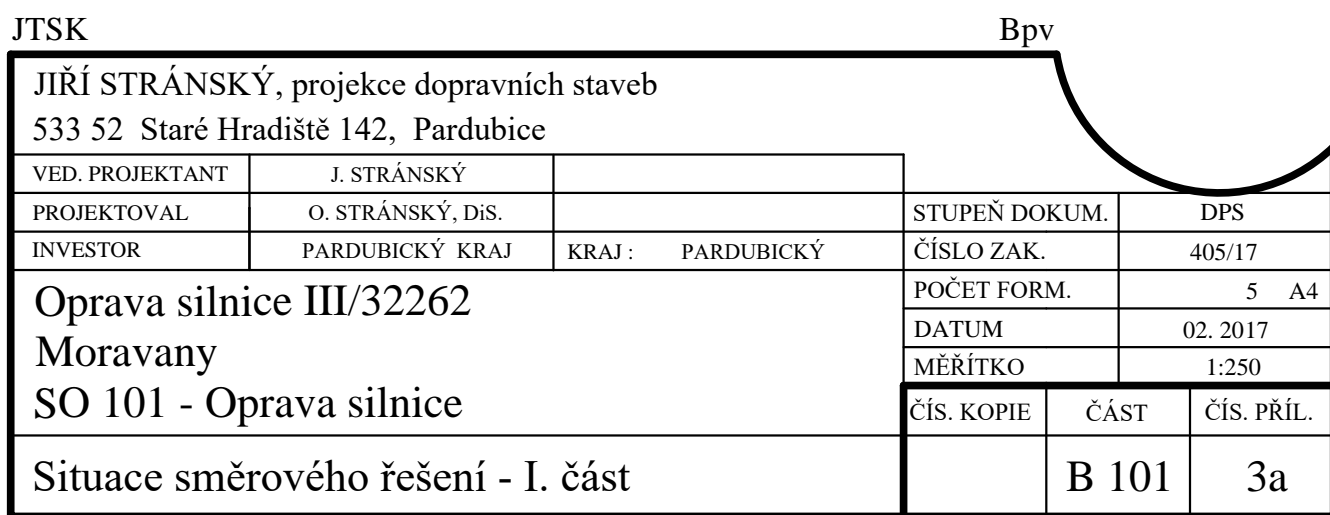 JTSK Bpv
JIŘÍ STRÁNSKÝ, projekce dopravních staveb
533 52 Staré Hradiště 142, Pardubice
VED. PROJEKTANT J. STRÁNSKÝ
PROJEKTOVAL O. STRÁNSKÝ, DiS. STUPEŇ DOKUM. DPS
INVESTOR PARDUBICKÝ KRAJ KRAJ : PARDUBICKÝ ČÍSLO ZAK. 405/17
Oprava silnice III/32262
Moravany
SO 101 - Oprava silnice
POČET FORM. 5 A4
DATUM 02. 2017
MĚŘÍTKO 1:250
ČÍS. KOPIE ČÁST ČÍS. PŘÍL.
Situace směrového řešení - I. část B 101 3a